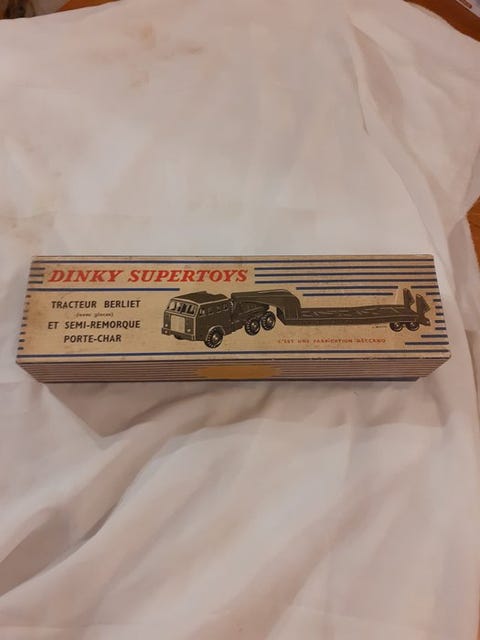 DINKY SUPERTOYS
TRACTEUR BERLIET
(avec glaces)
ET SEMI-REMORQUE
PORTE-CHAR
C'EST UNE FABRICATION MECCANO